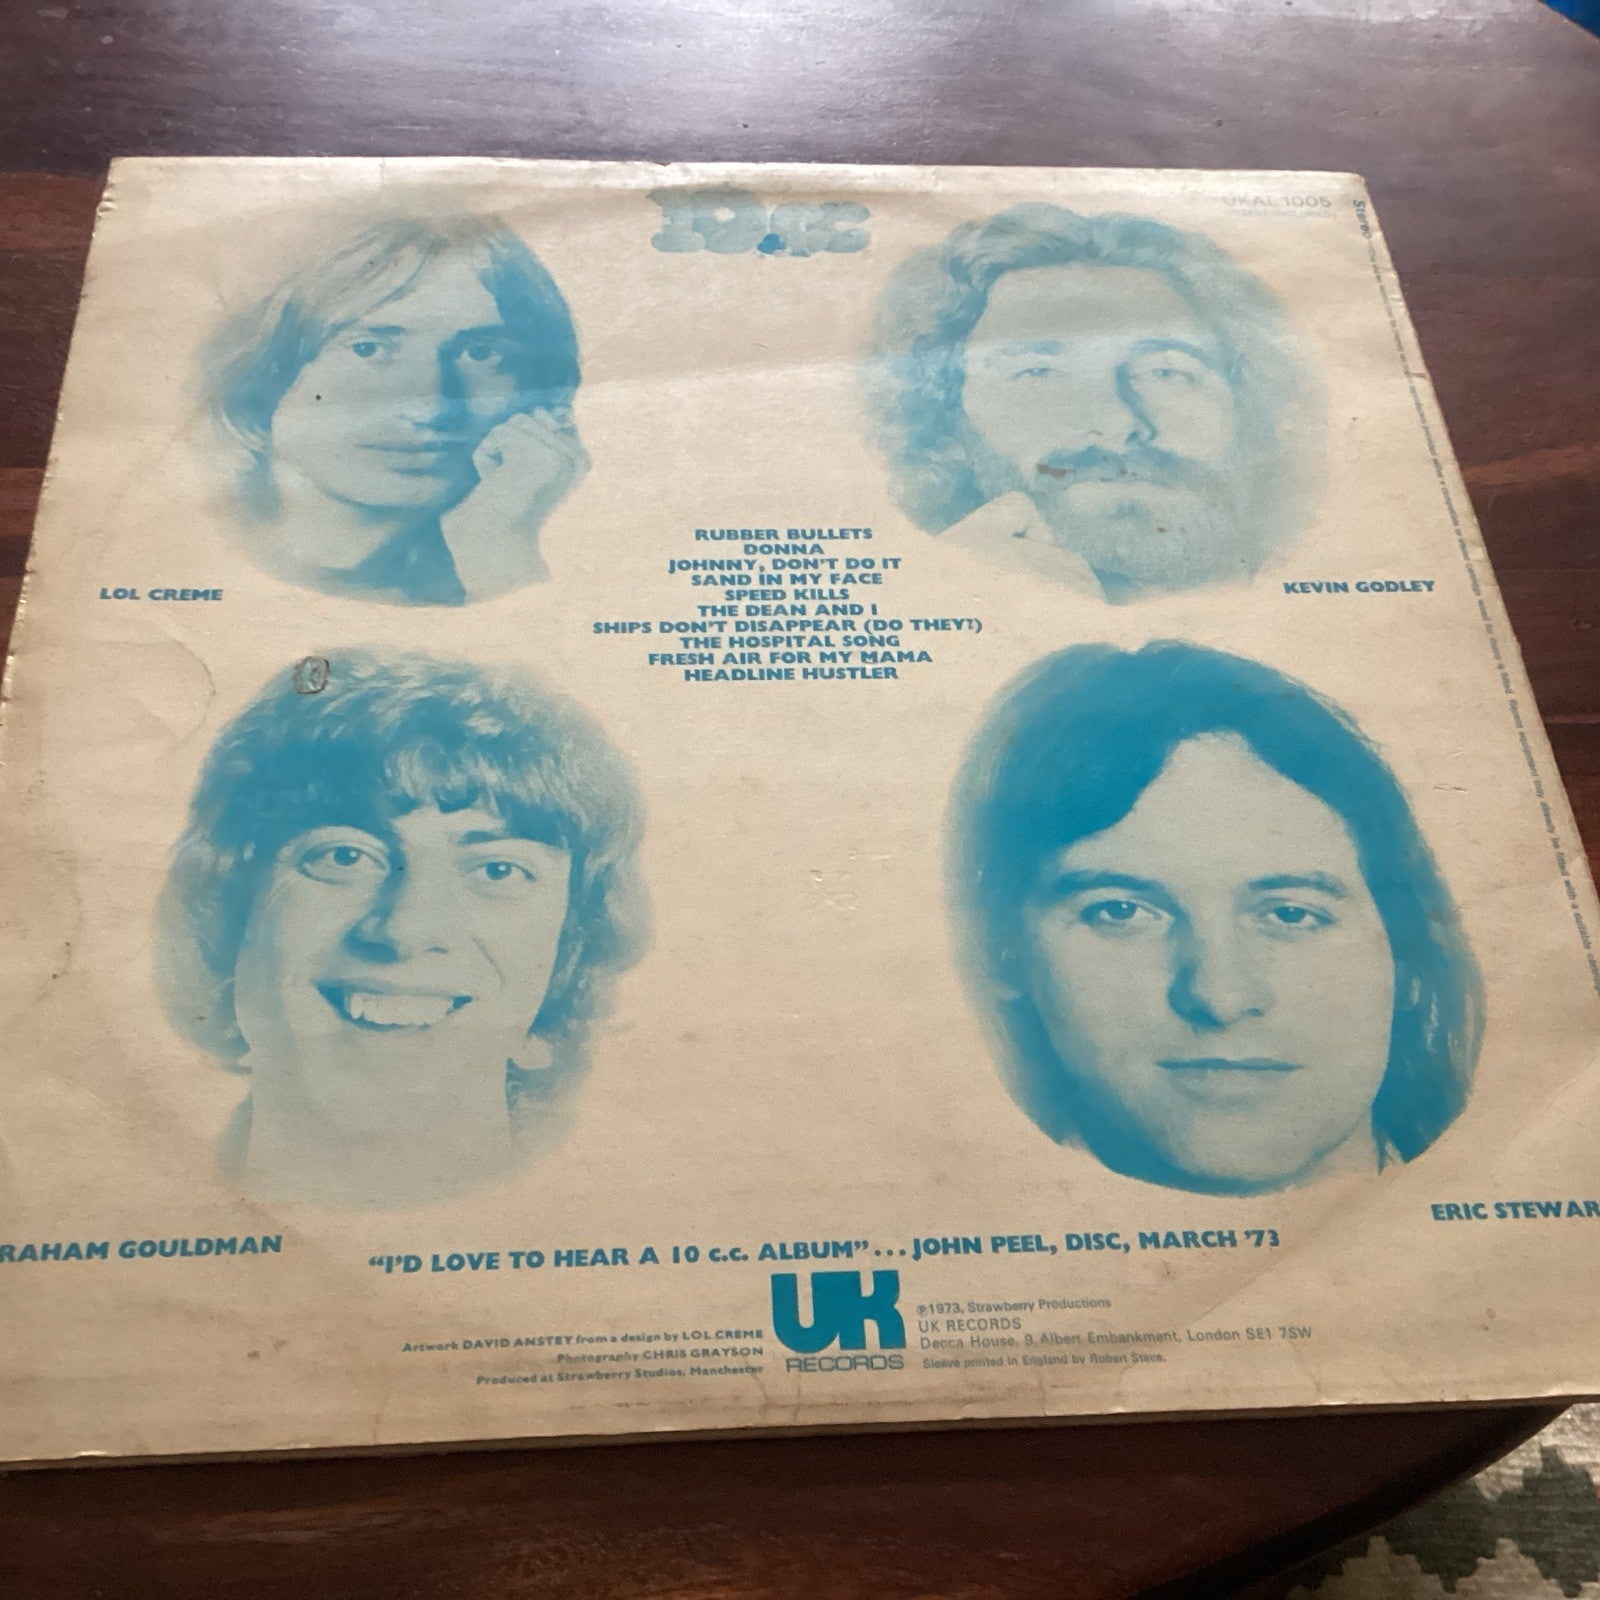 10cc
UKAL 1005
Stereo
LOL CREME
KEVIN GODLEY
RUBBER BULLETS
DONNA
JOHNNY, DON'T DO IT
SAND IN MY FACE
SPEED KILLS
THE DEAN AND I
SHIPS DON'T DISAPPEAR (DO THEY?)
THE HOSPITAL SONG
FRESH AIR FOR MY MAMA
HEADLINE HUSTLER
RAHAM GOULDMAN
ERIC STEWAR
“I'D LOVE TO HEAR A 10 c.c. ALBUM”...JOHN PEEL, DISC, MARCH '73
Artwork DAVID ANSTEY from a design by LOL CREME
Photography CHRIS GRAYSON
Produced at Strawberry Studios, Manchester
UK
RECORDS
℗1973, Strawberry Productions
UK RECORDS
Decca House, 9, Albert Embankment, London SE1 7SW
Sleeve printed in England by Robert Stace.